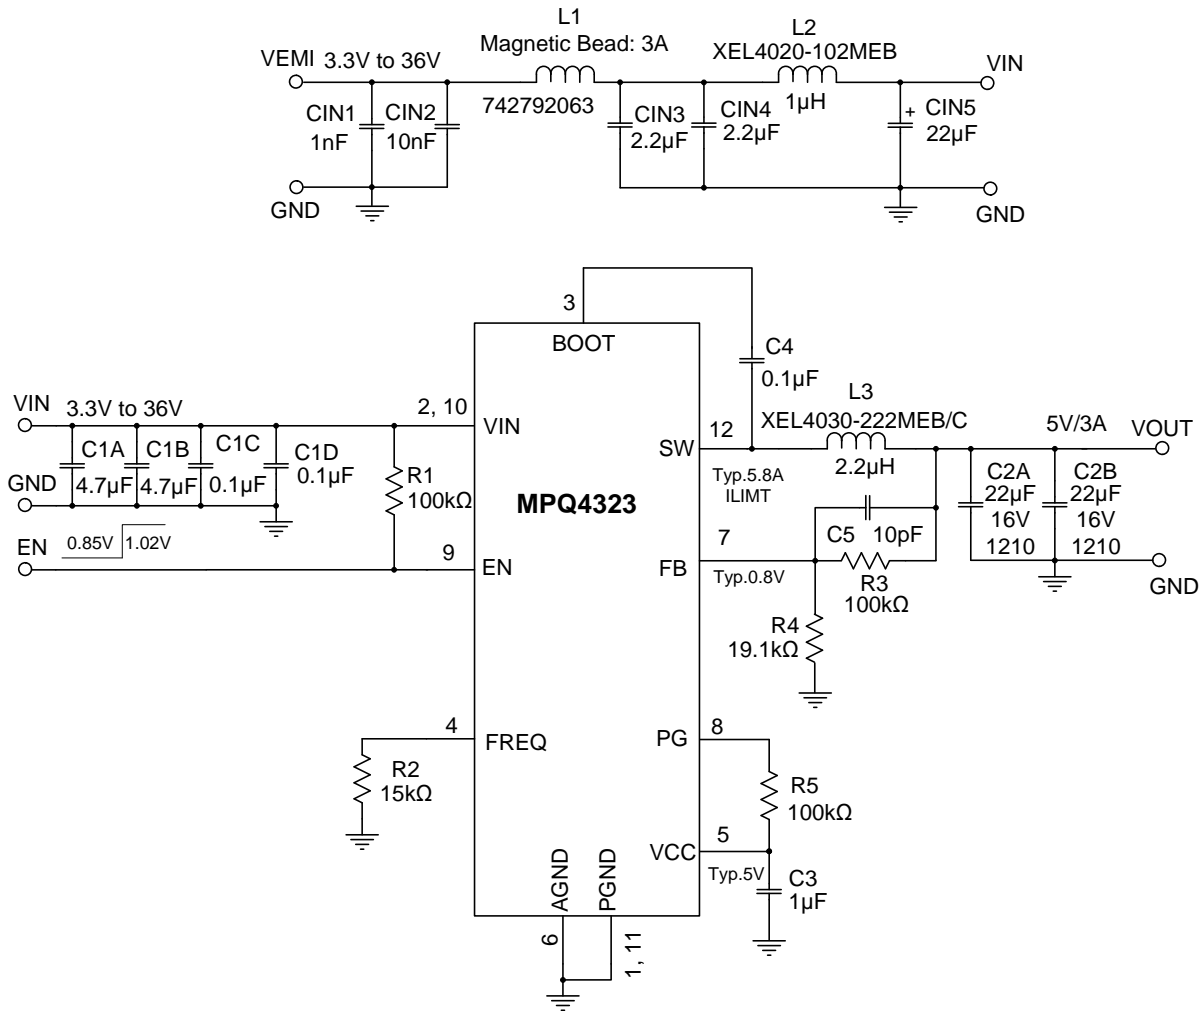 L1
Magnetic Bead: 3A
L2
XEL4020-102MEB
VEMI 3.3V to 36V
VIN
742792063
1µH
CIN1
1nF
CIN2
10nF
CIN3
2.2µF
CIN4
2.2µF
+ CIN5
22µF
GND
GND
3
BOOT
C4
0.1µF
VIN 3.3V to 36V
2, 10
VIN
C1A
4.7µF
C1B
4.7µF
C1C
0.1µF
C1D
0.1µF
GND
R1
100kΩ
EN
0.85V
1.02V
9
EN
MPQ4323
SW
12
Typ.5.8A
ILIMT
L3
XEL4030-222MEB/C
2.2µH
5V/3A
VOUT
C2A
22µF
16V
1210
C2B
22µF
16V
1210
GND
7
FB
Typ.0.8V
C5
10pF
R3
100kΩ
R4
19.1kΩ
4
FREQ
R2
15kΩ
PG
8
R5
100kΩ
VCC
5
Typ.5V
C3
1µF
AGND
PGND
6
1, 11